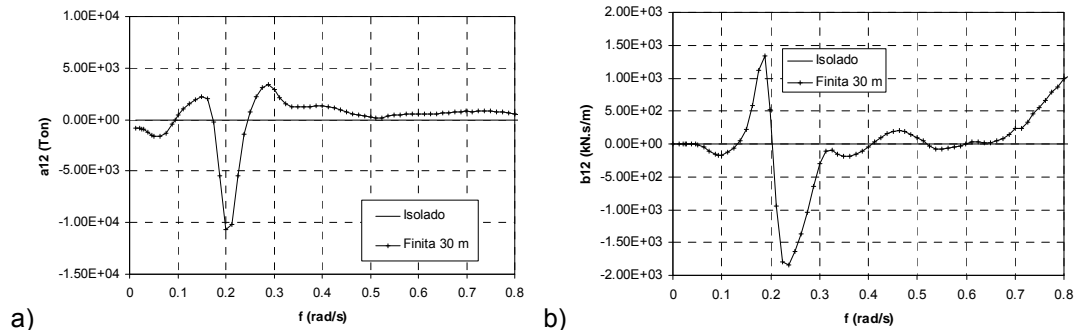 1.00E+04
5.00E+03
0.00E+00
-5.00E+03
-1.00E+04
-1.50E+04
a12 (Ton)
0 0.1 0.2 0.3 0.4 0.5 0.6 0.7 0.8
f (rad/s)
Isolado
Finita 30 m
a)
2.00E+03
1.50E+03
1.00E+03
5.00E+02
0.00E+00
-5.00E+02
-1.00E+03
-1.50E+03
-2.00E+03
b12 (kN.s/m)
0 0.1 0.2 0.3 0.4 0.5 0.6 0.7 0.8
f (rad/s)
Isolado
Finita 30 m
b)